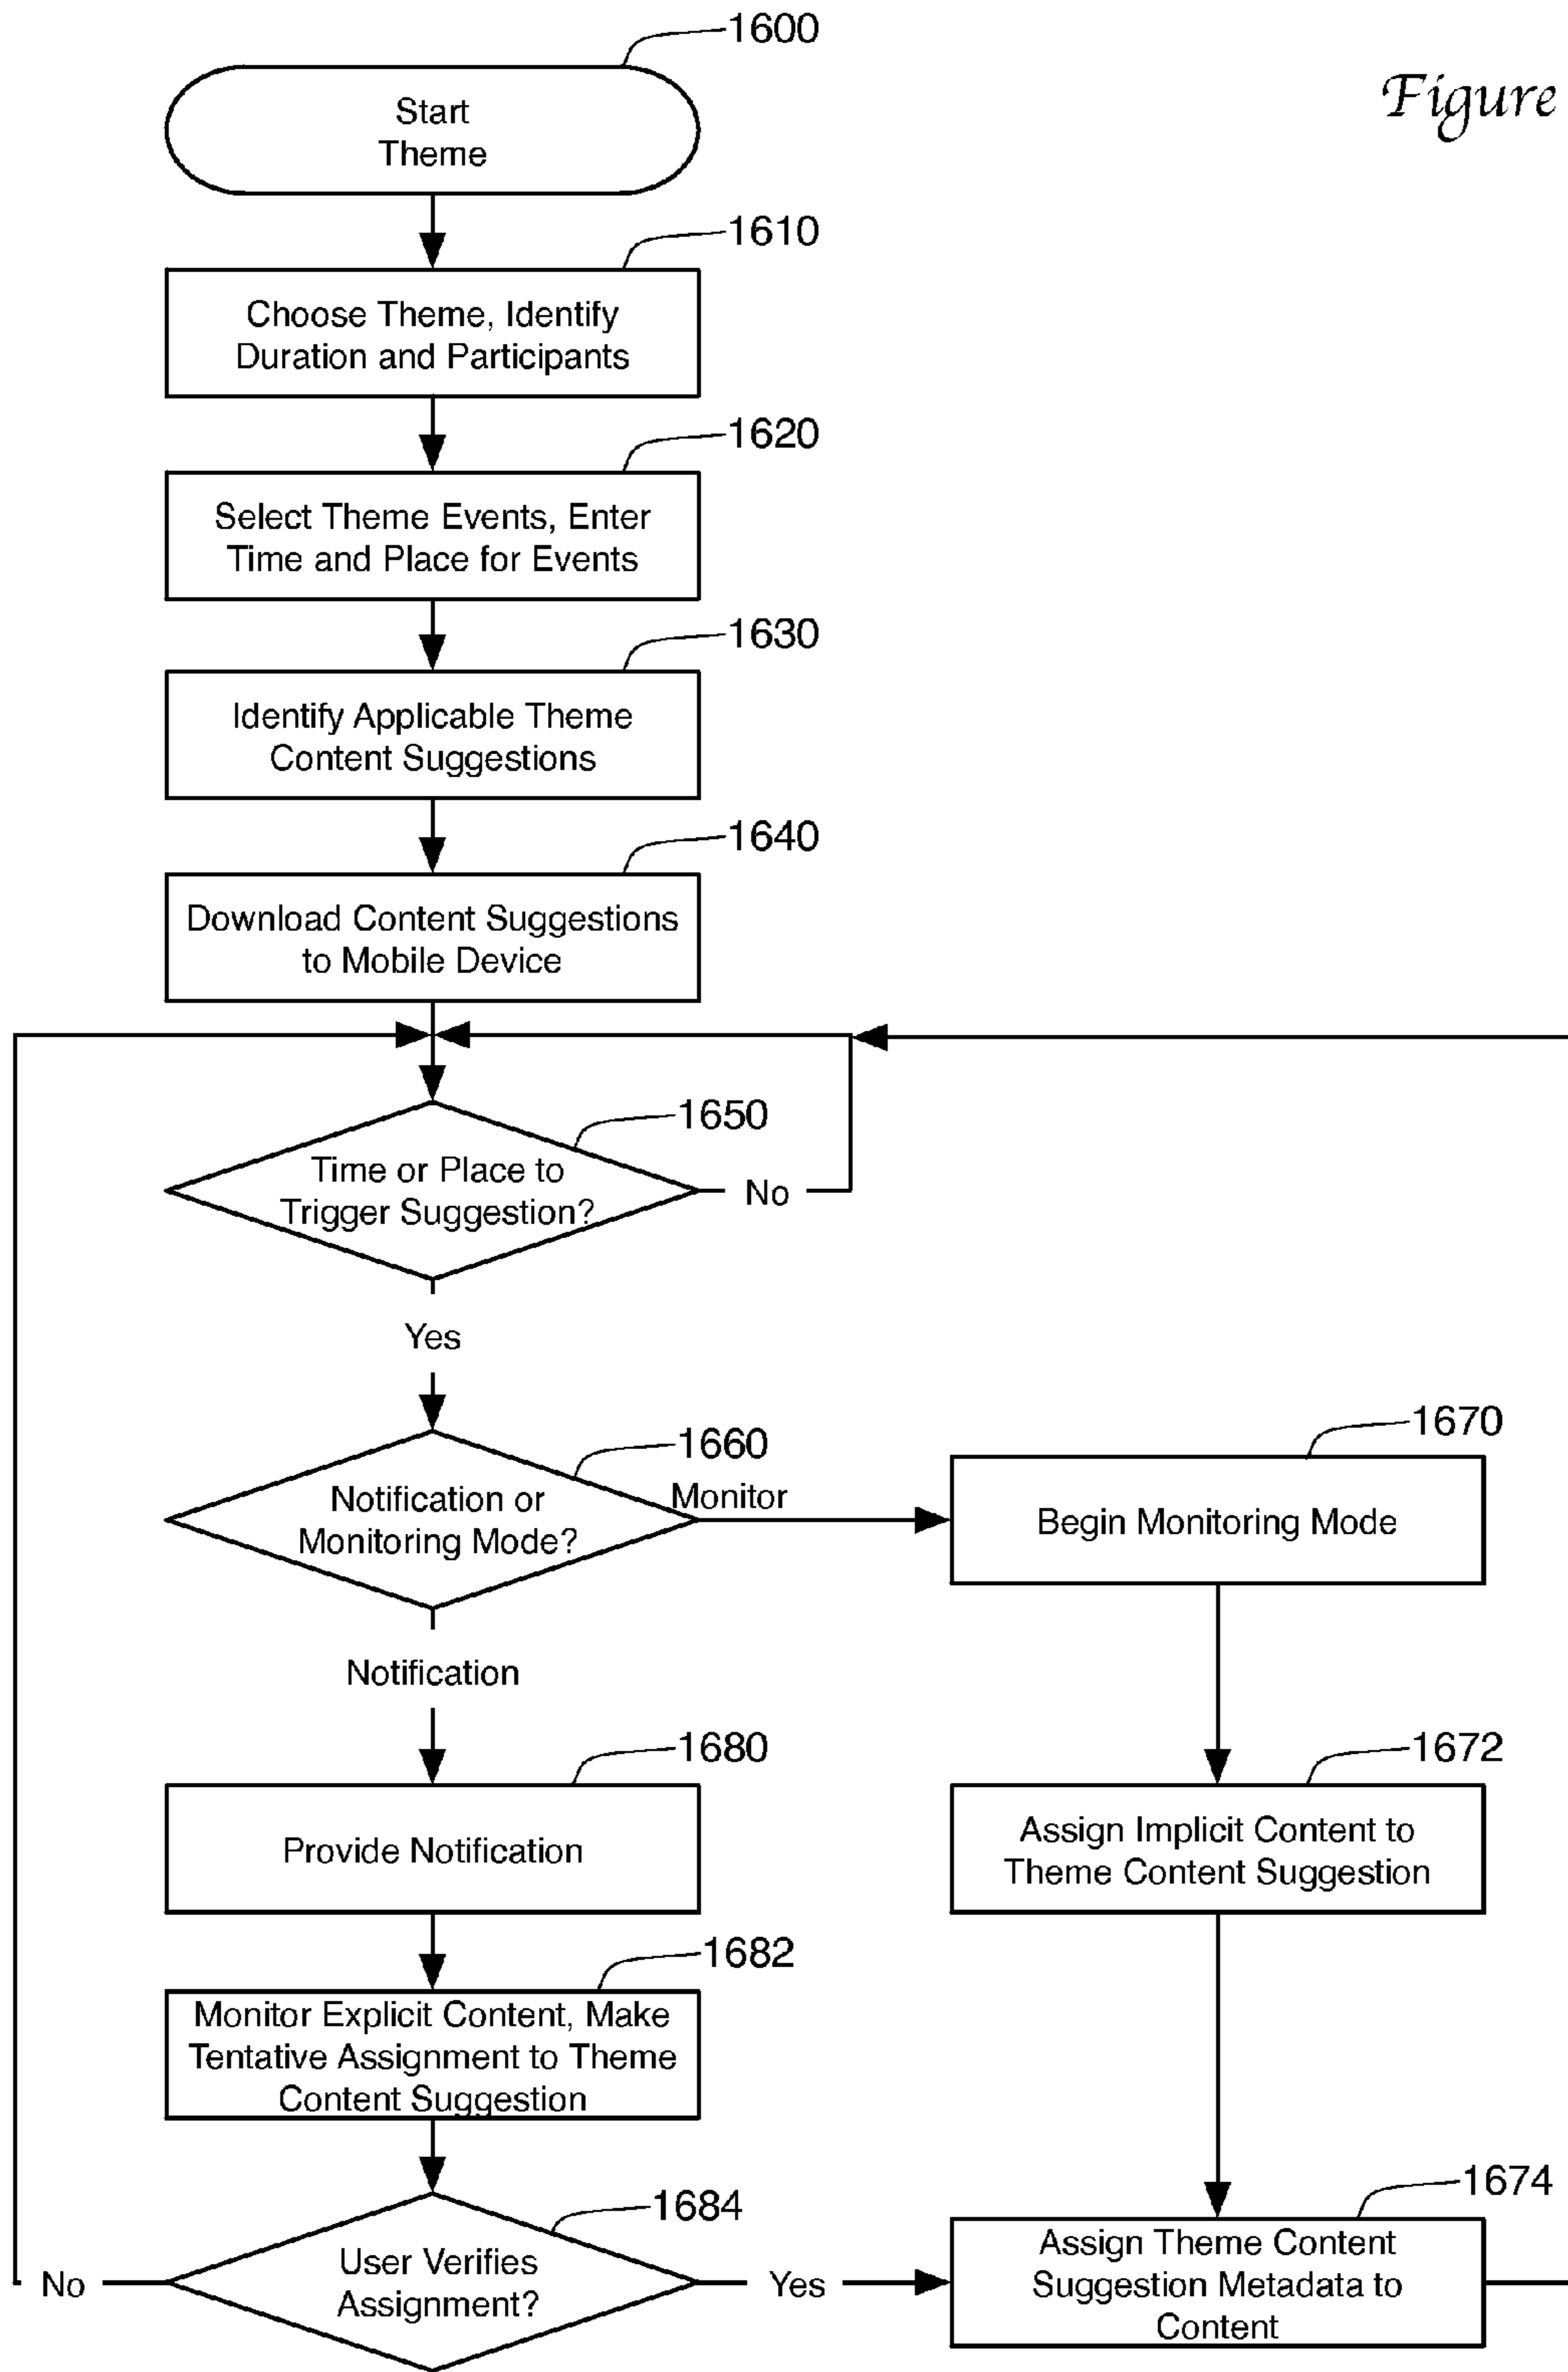 1600
Figure
Start
Theme
1610
Choose Theme, Identify
Duration and Participants
1620
Select Theme Events, Enter
Time and Place for Events
1630
Identify Applicable Theme
Content Suggestions
1640
Download Content Suggestions
to Mobile Device
1650
Time or Place to
Trigger Suggestion?
No
Yes
1660
Notification or
Monitoring Mode?
Monitor
1670
Begin Monitoring Mode
Notification
1680
Provide Notification
1672
Assign Implicit Content to
Theme Content Suggestion
1682
Monitor Explicit Content, Make
Tentative Assignment to Theme
Content Suggestion
1684
User Verifies
Assignment?
No
Yes
1674
Assign Theme Content
Suggestion Metadata to
Content